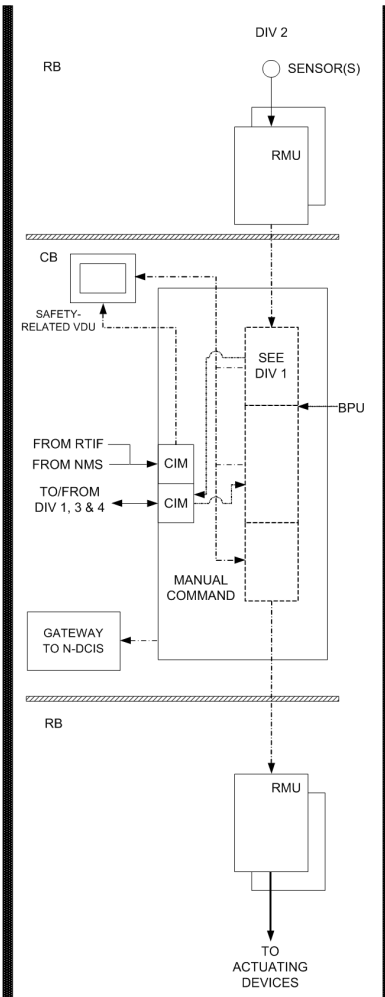 DIV 2
RB
SENSOR(S)
RMU
CB
SAFETY-
RELATED VDU
SEE
DIV 1
BPU
FROM RTIF
FROM NMS
CIM
TO/FROM
DIV 1, 3 & 4
CIM
MANUAL
COMMAND
GATEWAY
TO N-DCIS
RB
RMU
TO
ACTUATING
DEVICES